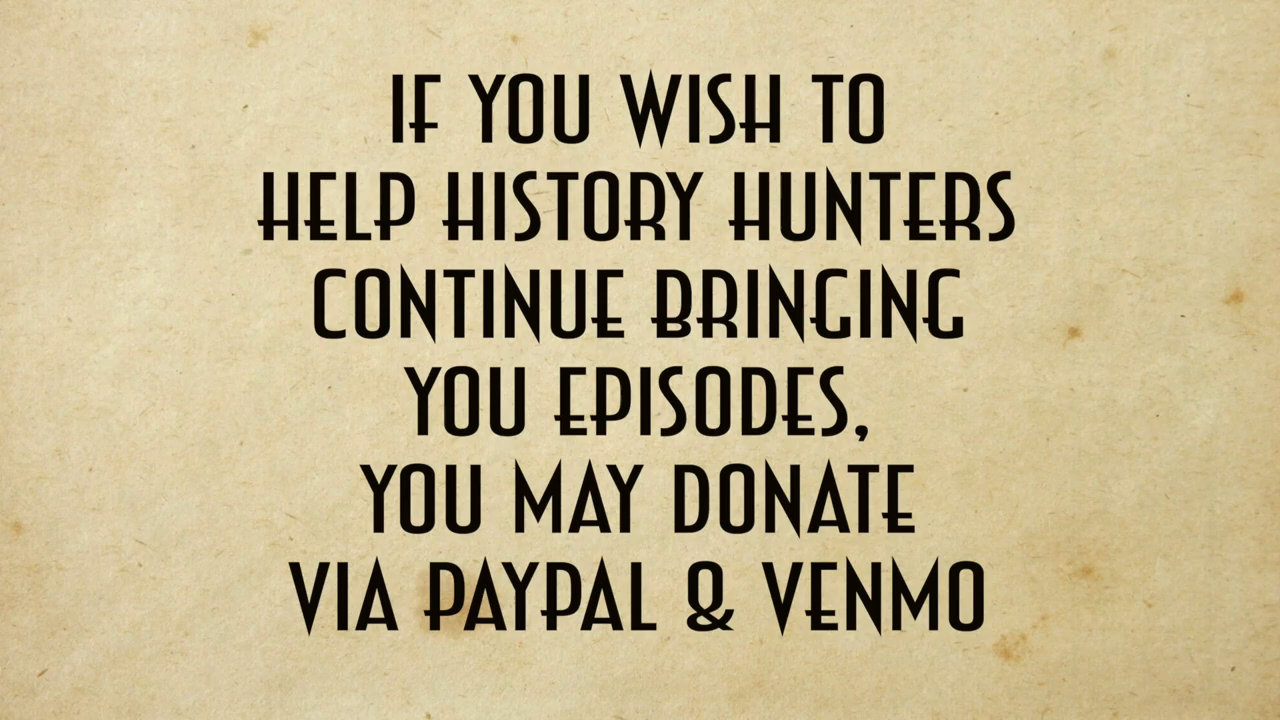 IF YOU WISH TO
HELP HISTORY HUNTERS
CONTINUE BRINGING
YOU EPISODES,
YOU MAY DONATE
VIA PAYPAL & VENMO